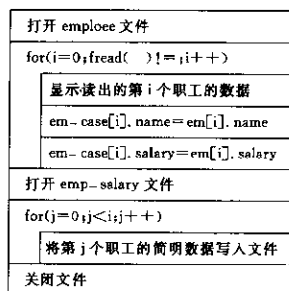 打开 emploee 文件
for(i=0;fread( )!=;i++)
显示读出的第 i 个职工的数据
em-case[i].name=em[i].name
em-case[i].salary=em[i].salary
打开 emp-salary 文件
for(j=0;j<i;j++)
将第 j 个职工的简明数据写入文件
关闭文件